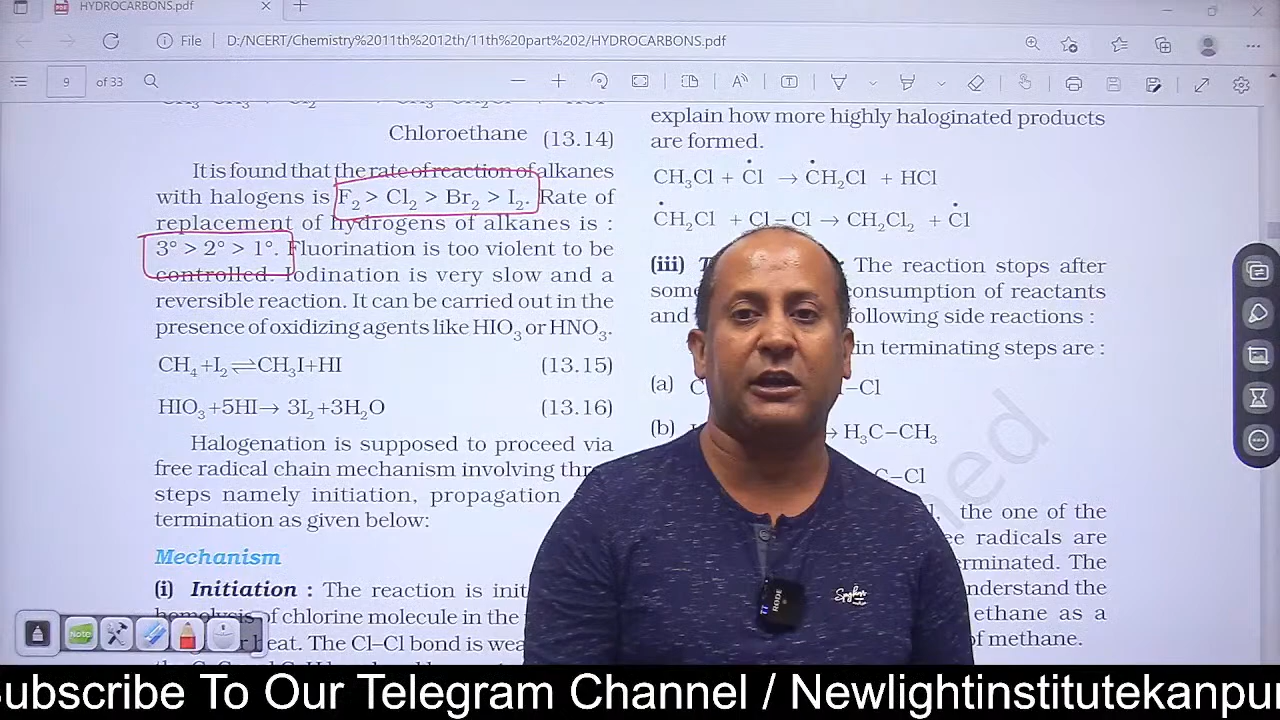 HYDROCARBONS.pdf
File D:/NCERT/Chemistry%2011th%2012th/11th%20part%202/HYDROCARBONS.pdf
9 of 33
Chloroethane (13.14)
It is found that the rate of reaction of alkanes
with halogens is F₂ > Cl₂ > Br₂ > I₂. Rate of
replacement of hydrogens of alkanes is :
3° > 2° > 1°. Fluorination is too violent to be
controlled. Iodination is very slow and a
reversible reaction. It can be carried out in the
presence of oxidizing agents like HIO₃ or HNO₃.
CH₄+I₂⇌CH₃I+HI (13.15)
HIO₃+5HI→ 3I₂+3H₂O (13.16)
Halogenation is supposed to proceed via
free radical chain mechanism involving
steps namely initiation, propagation
termination as given below:
Mechanism
(i) Initiation : The reaction is
of chlorine molecule in the
heat. The Cl–Cl bond is
explain how more highly haloginated products
are formed.
CH₃Cl + Ċl → ĊH₂Cl + HCl
ĊH₂Cl + Cl–Cl → CH₂Cl₂ + Ċl
(iii) : The reaction stops after
consumption of reactants
and following side reactions :
terminating steps are :
(a) –Cl
(b) → H₃C–CH₃
C–Cl
the one of the
radicals are
The
understand the
ethane as a
of methane.
Note
RODE
Subscribe To Our Telegram Channel / Newlightinstitutekanpur